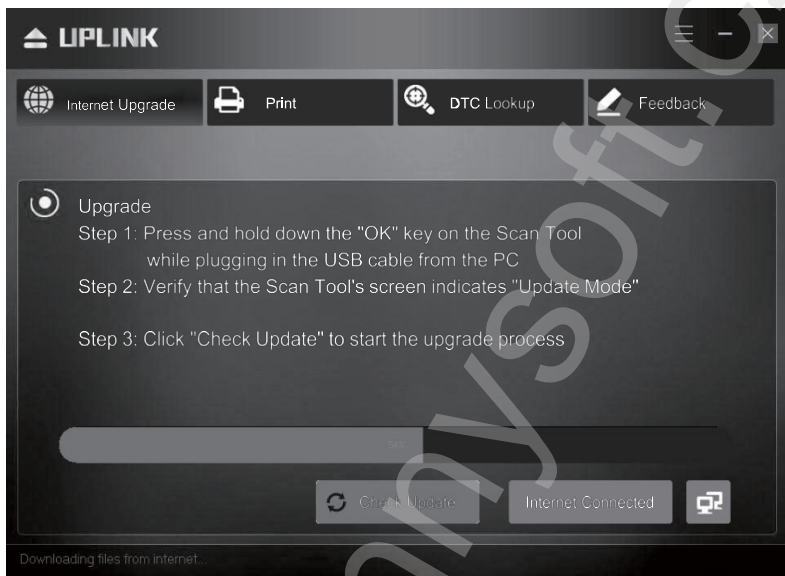 UPLINK
Internet Upgrade
Print
DTC Lookup
Feedback
Upgrade
Step 1: Press and hold down the "OK" key on the Scan Tool
while plugging in the USB cable from the PC
Step 2: Verify that the Scan Tool's screen indicates "Update Mode"
Step 3: Click "Check Update" to start the upgrade process
Check Update
Internet Connected
Downloading files from internet...